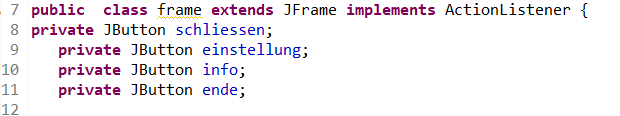 7 public  class frame extends JFrame implements ActionListener {
8 private JButton schliessen;
9    private JButton einstellung;
10    private JButton info;
11    private JButton ende;
12